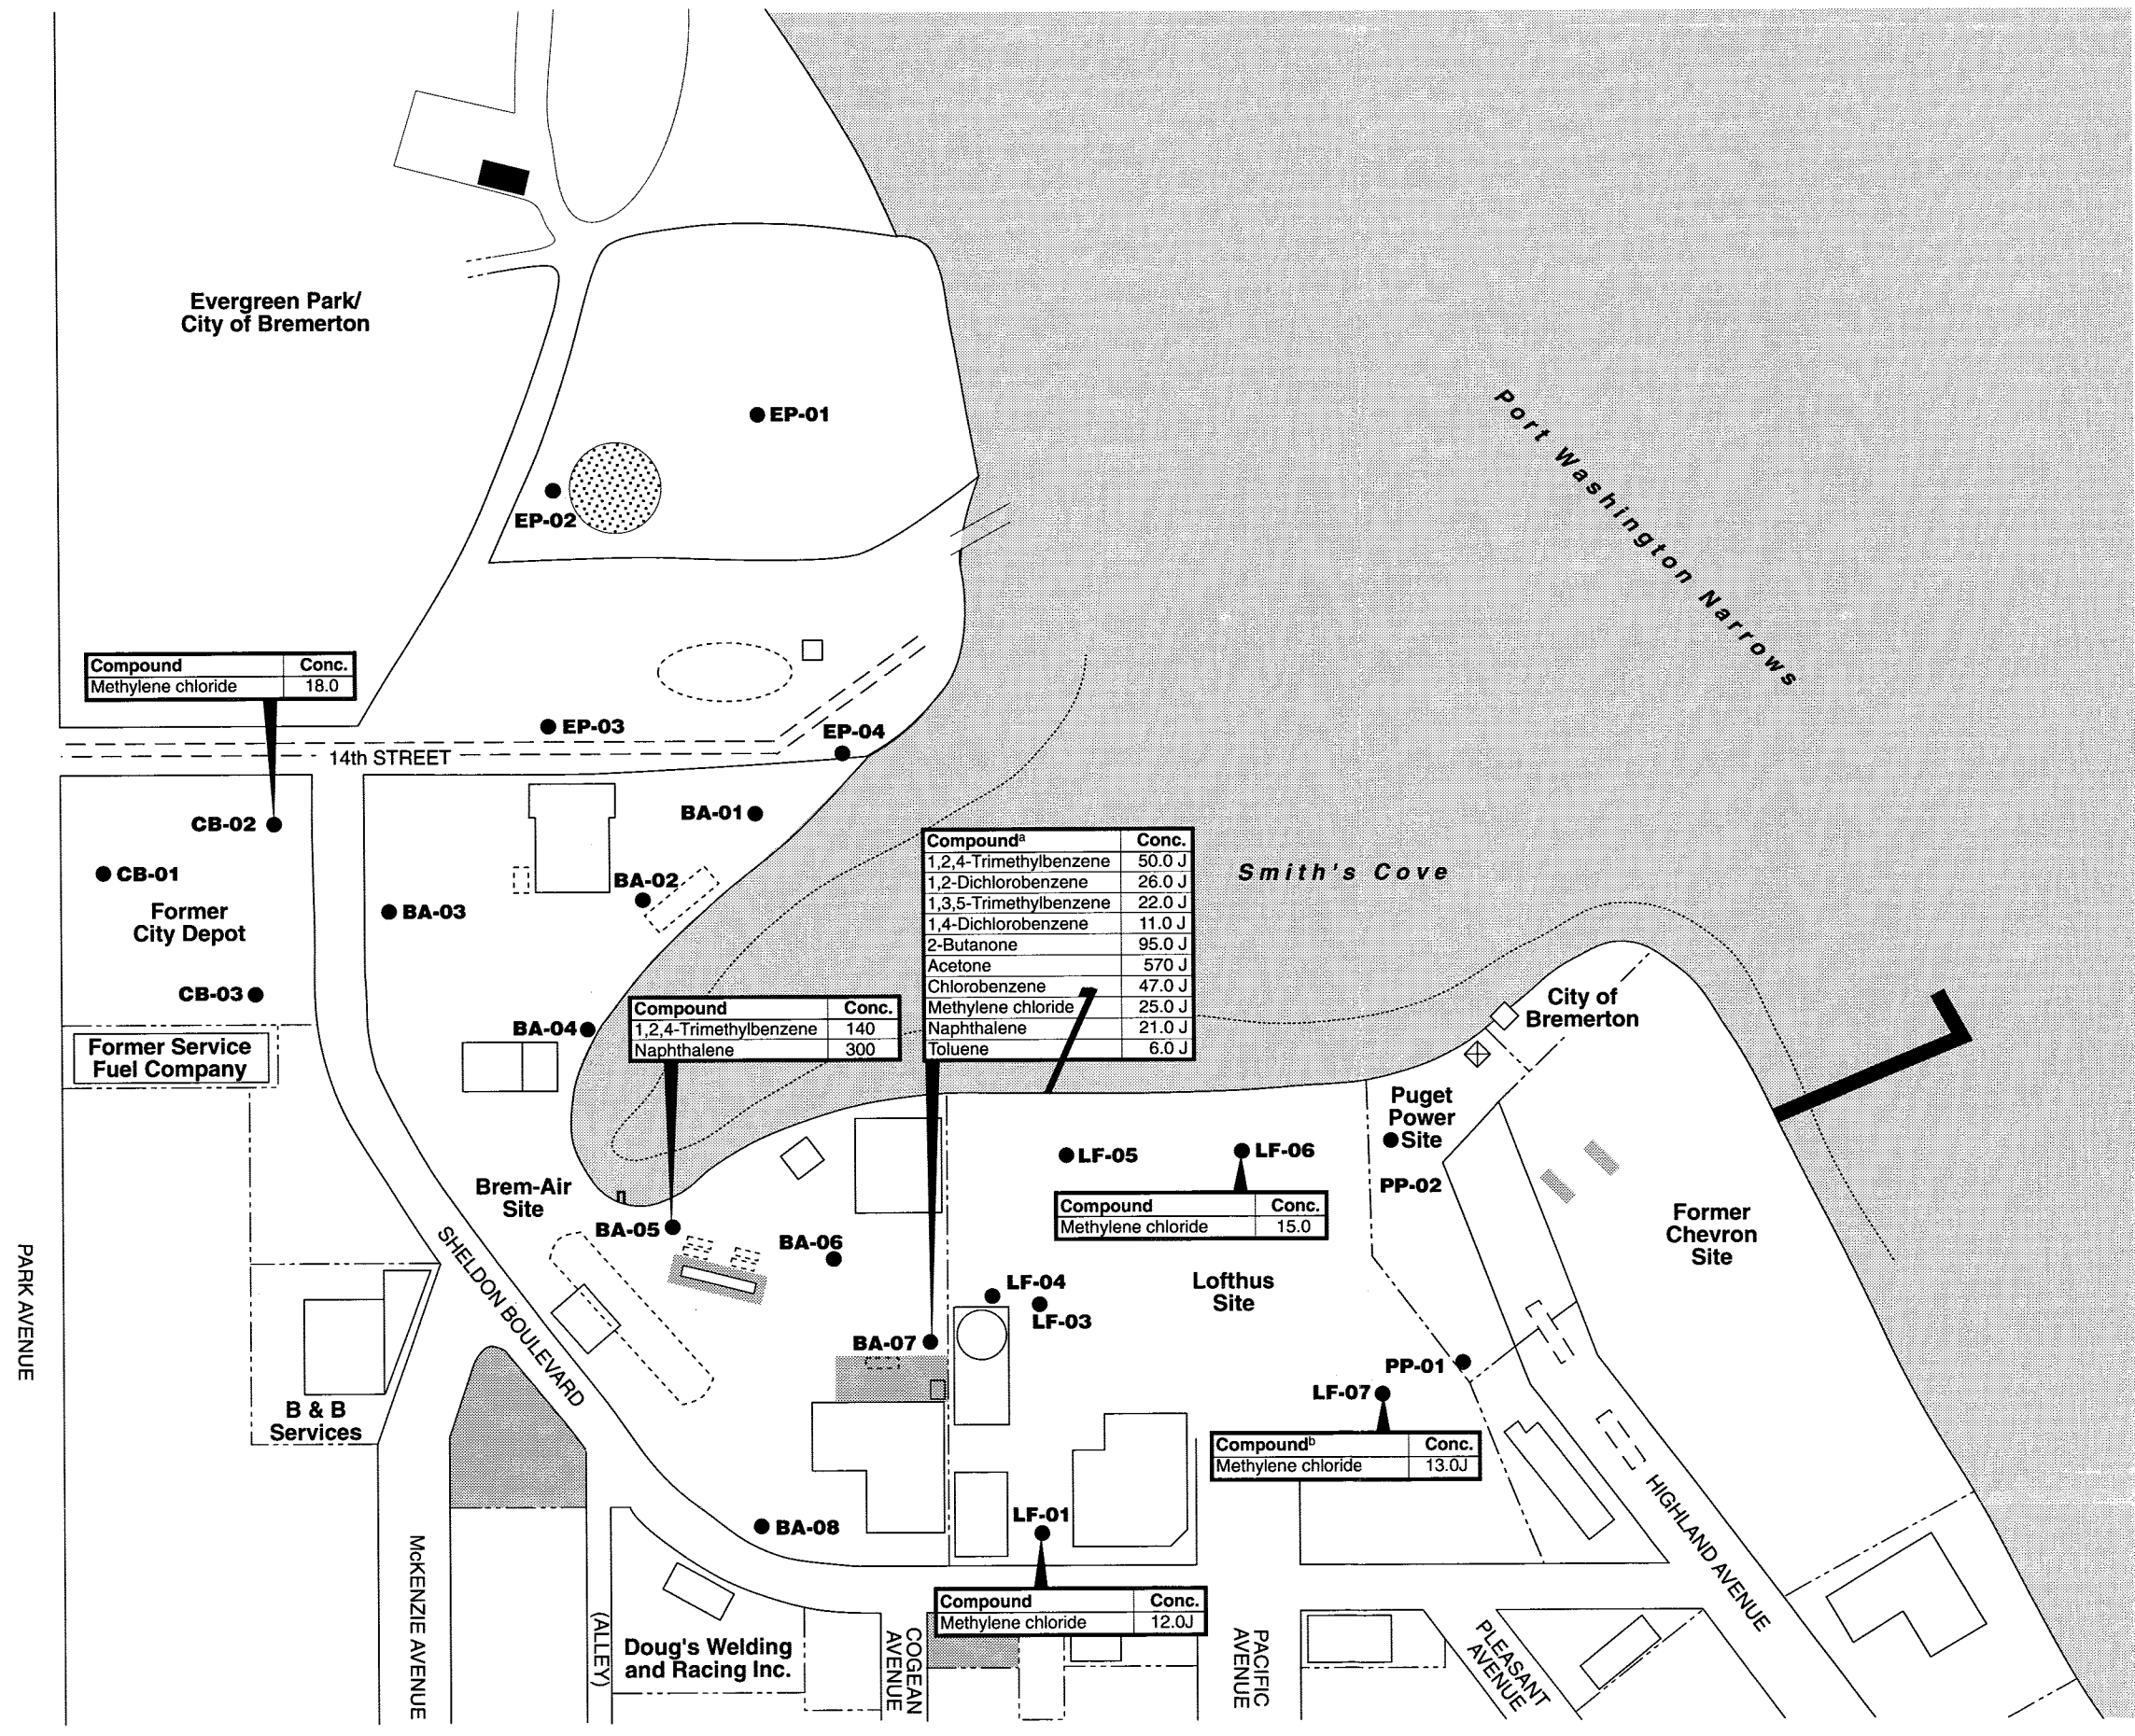 Evergreen Park/
City of Bremerton
EP-01
EP-02
Port Washington Narrows
Compound Conc.
Methylene chloride 18.0
EP-03
EP-04
14th STREET
CB-02
BA-01
CB-01
BA-02
BA-03
Former
City Depot
CB-03
BA-04
Former Service
Fuel Company
Compoundª Conc.
1,2,4-Trimethylbenzene 50.0 J
1,2-Dichlorobenzene 26.0 J
1,3,5-Trimethylbenzene 22.0 J
1,4-Dichlorobenzene 11.0 J
2-Butanone 95.0 J
Acetone 570 J
Chlorobenzene 47.0 J
Methylene chloride 25.0 J
Naphthalene 21.0 J
Toluene 6.0 J
Smith's Cove
Compound Conc.
1,2,4-Trimethylbenzene 140
Naphthalene 300
City of
Bremerton
Puget
Power
Site
PP-02
LF-05
LF-06
Compound Conc.
Methylene chloride 15.0
Former
Chevron
Site
Brem-Air
Site
BA-05
BA-06
LF-04
LF-03
Lofthus
Site
PARK AVENUE
SHELDON BOULEVARD
BA-07
PP-01
LF-07
B & B
Services
Compoundᵇ Conc.
Methylene chloride 13.0J
BA-08
LF-01
HIGHLAND AVENUE
Compound Conc.
Methylene chloride 12.0J
McKENZIE AVENUE
(ALLEY)
Doug's Welding
and Racing Inc.
COGEAN
AVENUE
PACIFIC
AVENUE
PLEASANT
AVENUE